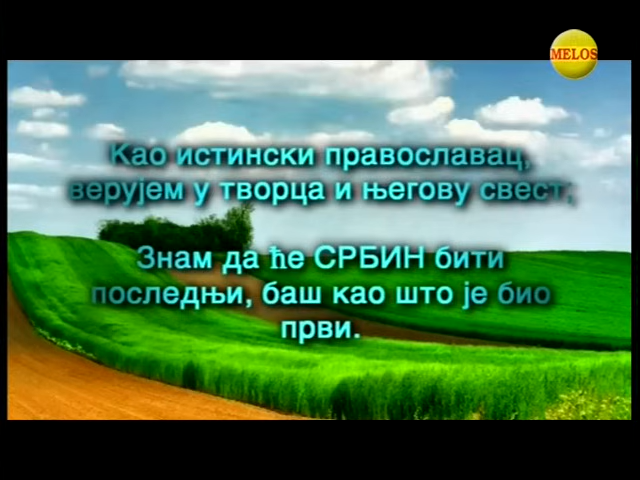 MELOS
Као истински православац,
верујем у творца и његову свест;
Знам да ће СРБИН бити
последњи, баш као што је био
први.